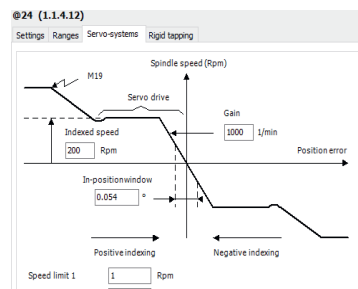 @24 (1.1.4.12)
Settings Ranges Servo-systems Rigid tapping
Spindle speed (Rpm)
M19
Servo drive
Gain
1000 1/min
Indexed speed
200 Rpm
Position error
In-positionwindow
0.054 °
Positive indexing Negative indexing
Speed limit 1 1 Rpm